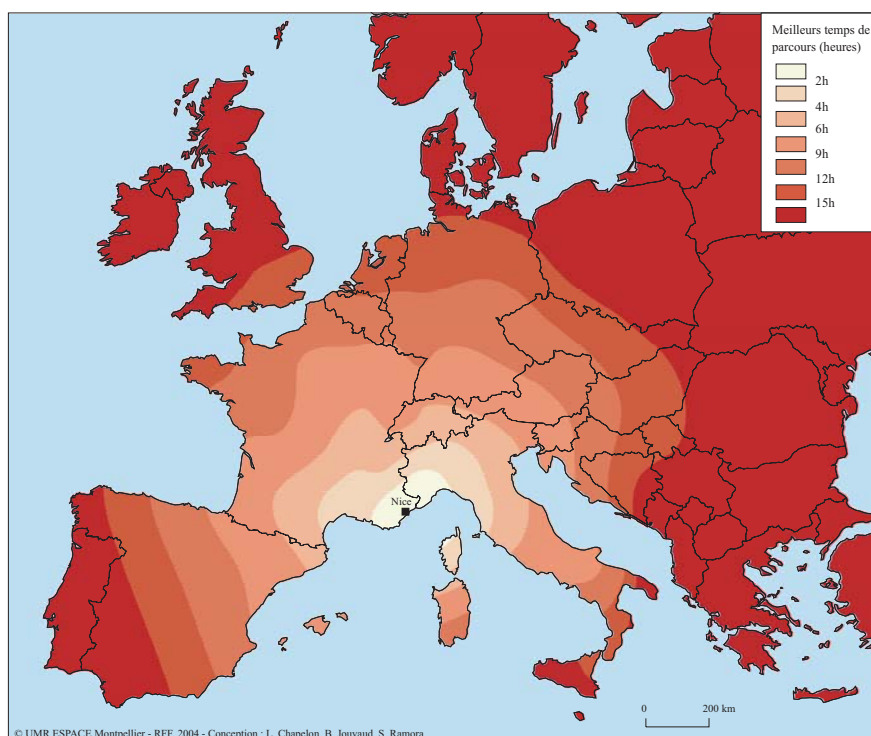 Meilleurs temps de
parcours (heures)
2h
4h
6h
9h
12h
15h
Nice
0
200 km
© UMR ESPACE Montpellier - RFF, 2004 - Conception : L. Chapelon, B. Jouvaud, S. Ramora